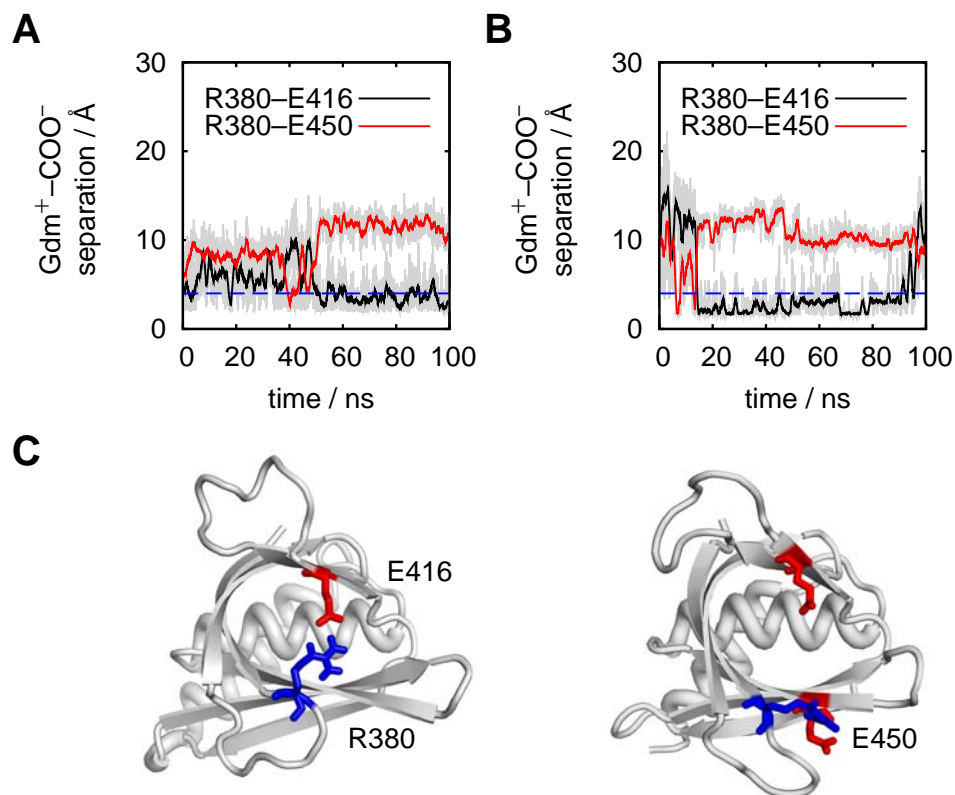 A
B
Gdm⁺–COO⁻
separation / Å
30
20
10
0
R380–E416
R380–E450
0 20 40 60 80 100
time / ns
Gdm⁺–COO⁻
separation / Å
30
20
10
0
R380–E416
R380–E450
0 20 40 60 80 100
time / ns
C
E416
R380
E450